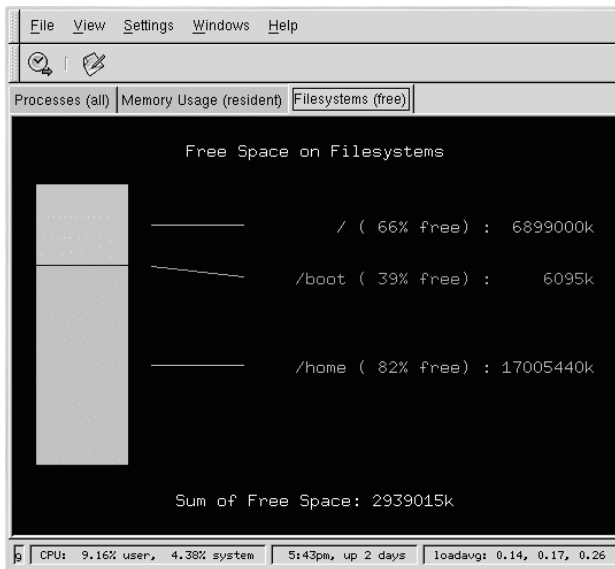 File View Settings Windows Help
Processes (all) Memory Usage (resident) Filesystems (free)
Free Space on Filesystems
/ ( 66% free) : 6899000k
/boot ( 39% free) : 6095k
/home ( 82% free) : 17005440k
Sum of Free Space: 2939015k
g CPU: 9.16% user, 4.38% system 5:43pm, up 2 days loadavg: 0.14, 0.17, 0.26